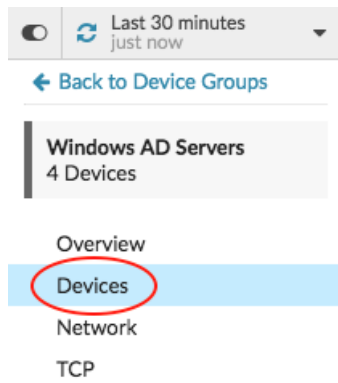 Last 30 minutes
just now
Back to Device Groups
Windows AD Servers
4 Devices
Overview
Devices
Network
TCP